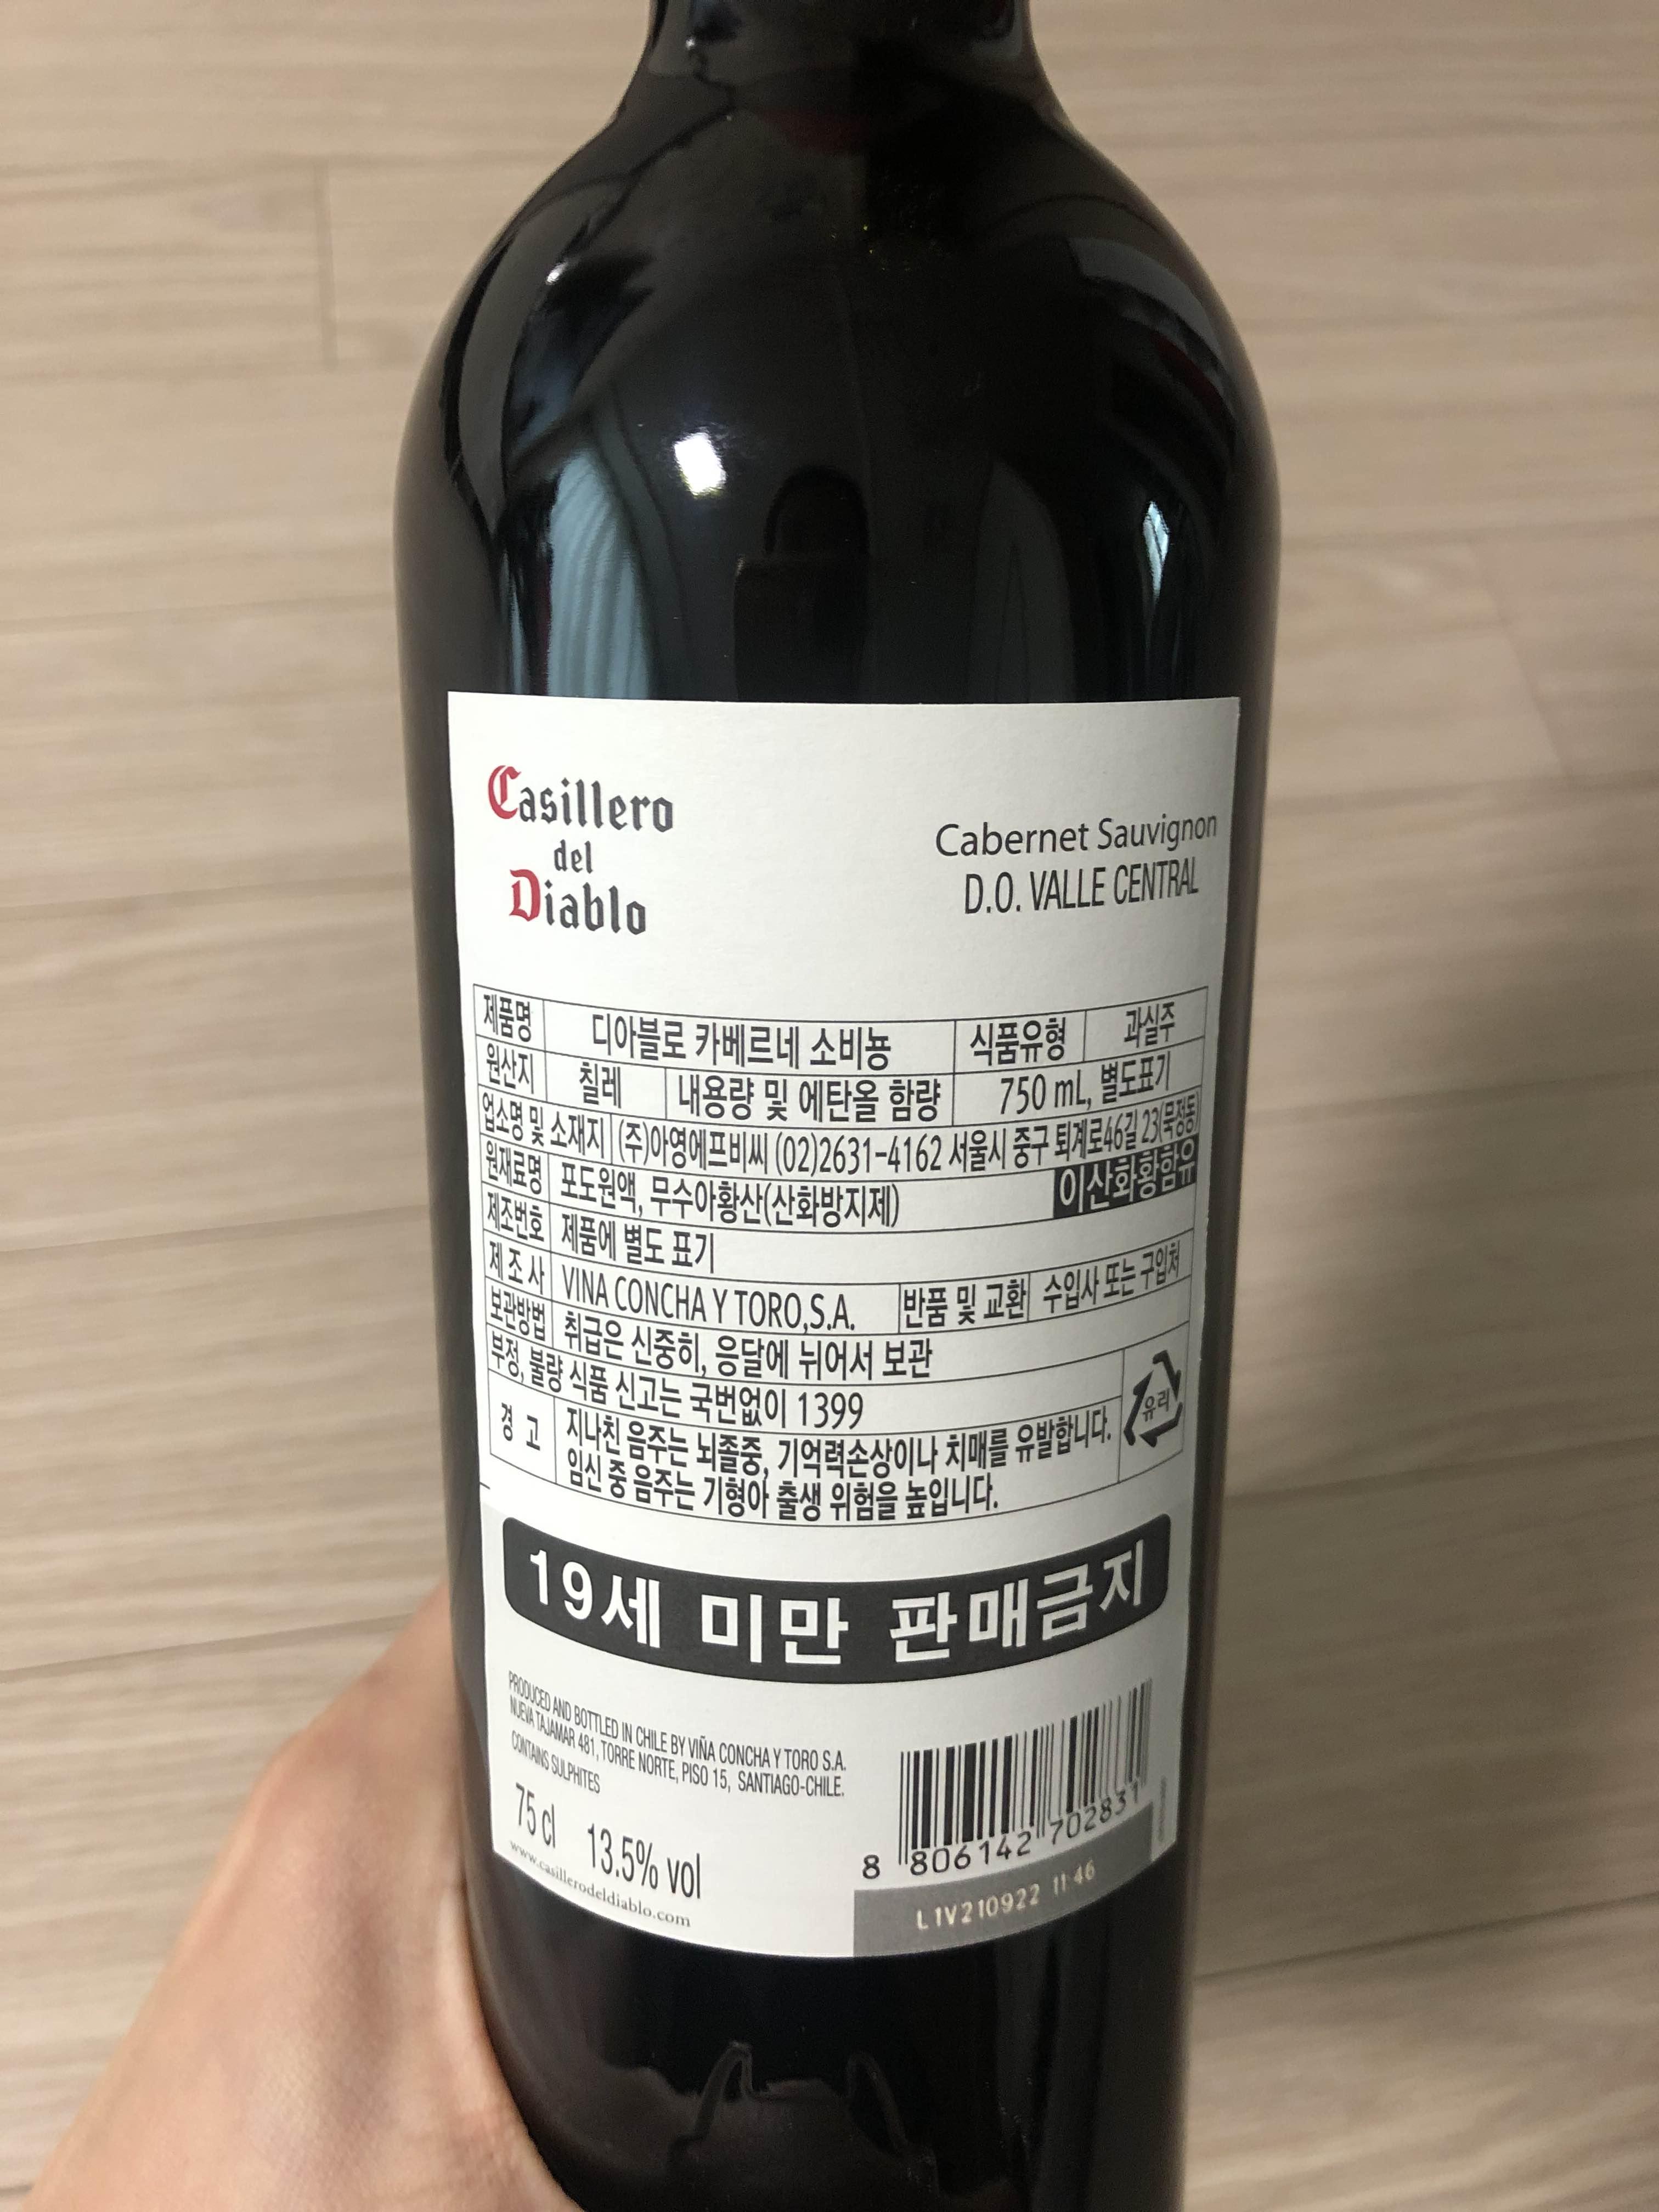 Casillero
del
Diablo
Cabernet Sauvignon
D.O. VALLE CENTRAL
제품명 디아블로 카베르네 소비뇽 식품유형 과실주
원산지 칠레 내용량 및 에탄올 함량 750 mL, 별도표기
업소명 및 소재지 (주)아영에프비씨 (02)2631-4162 서울시 중구 퇴계로46길 23(묵정동)
원재료명 포도원액, 무수아황산(산화방지제) 이산화황함유
제조번호 제품에 별도 표기
제조사 VINA CONCHA Y TORO,S.A. 반품 및 교환 수입사 또는 구입처
보관방법 취급은 신중히, 응달에 뉘어서 보관
부정, 불량 식품 신고는 국번없이 1399
경 고 지나친 음주는 뇌졸중, 기억력손상이나 치매를 유발합니다.
임신 중 음주는 기형아 출생 위험을 높입니다.
유리
19세 미만 판매금지
PRODUCED AND BOTTLED IN CHILE BY VIÑA CONCHA Y TORO S.A.
NUEVA TAJAMAR 481, TORRE NORTE, PISO 15, SANTIAGO-CHILE.
CONTAINS SULPHITES
75 cl 13.5% vol
www.casillerodeldiablo.com
8 806142 702831
L1V210922 11:46